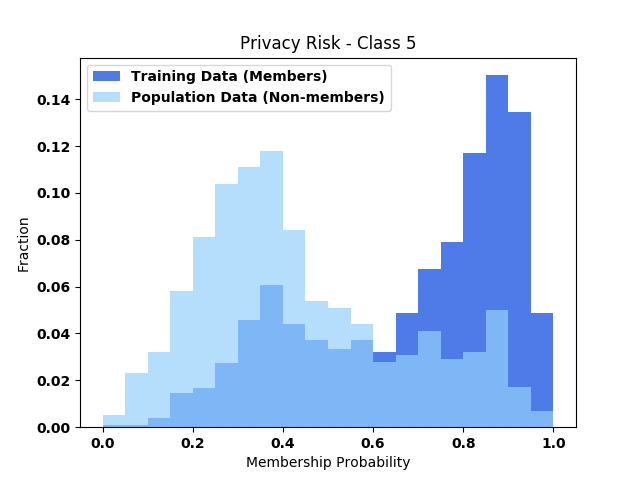 Privacy Risk - Class 5
Training Data (Members)
Population Data (Non-members)
0.14
0.12
0.10
0.08
0.06
0.04
0.02
0.00
Fraction
0.0 0.2 0.4 0.6 0.8 1.0
Membership Probability